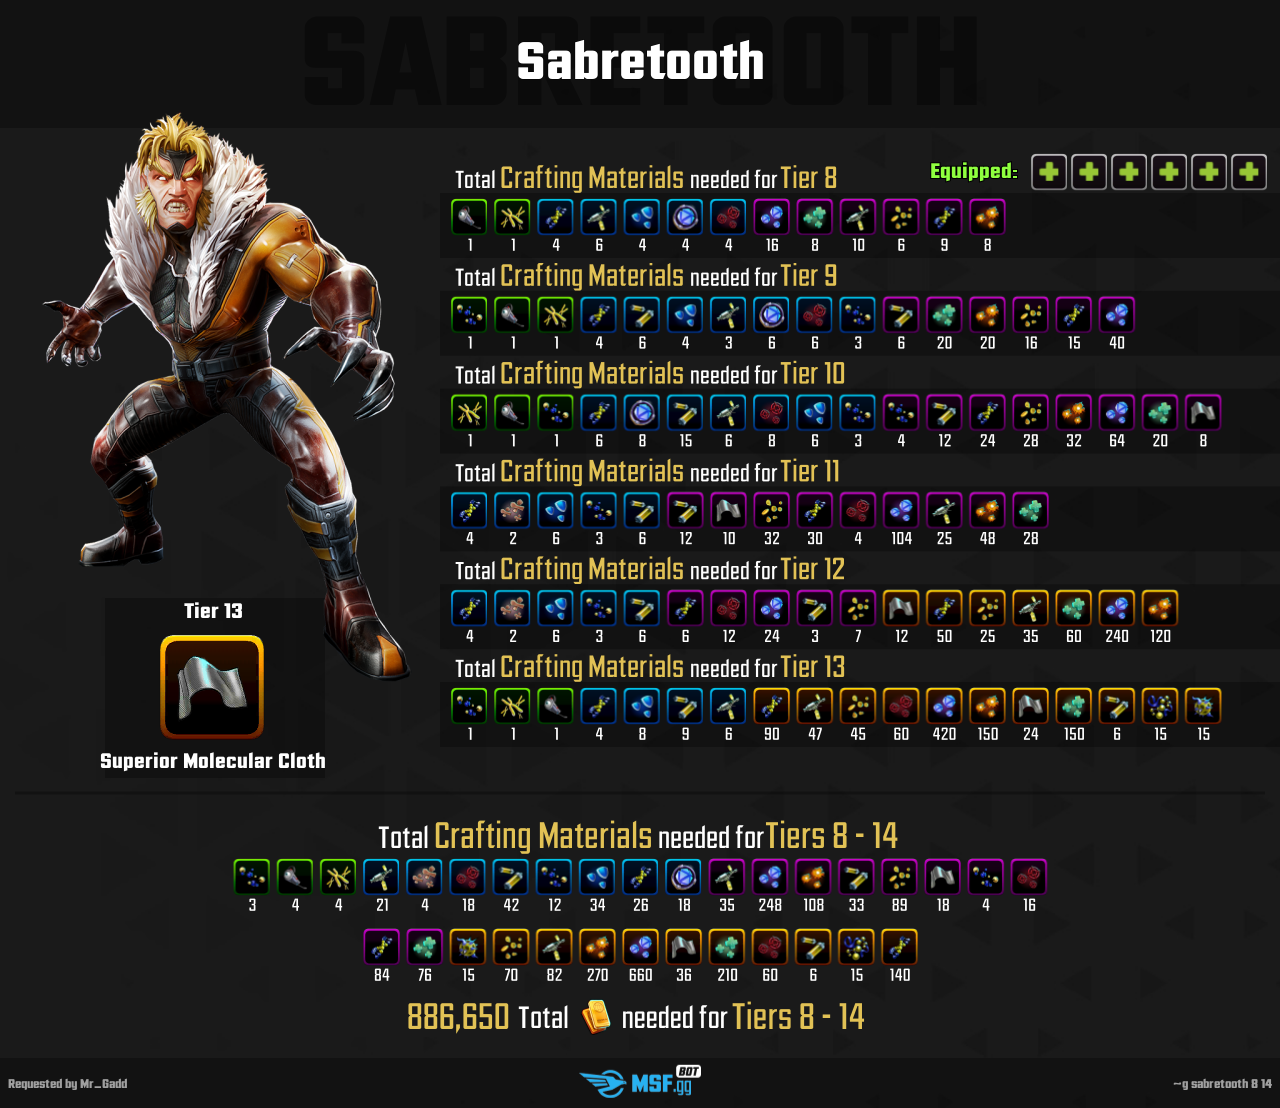 SABRETOOTH
Sabretooth
Equipped:
Total Crafting Materials needed for Tier 8
1 1 4 6 4 4 4 16 8 10 6 9 8
Total Crafting Materials needed for Tier 9
1 1 1 4 6 4 3 6 6 3 6 20 20 16 15 40
Total Crafting Materials needed for Tier 10
1 1 1 6 8 15 6 8 6 3 4 12 24 28 32 64 20 8
Total Crafting Materials needed for Tier 11
4 2 6 3 6 12 10 32 30 4 104 25 48 28
Total Crafting Materials needed for Tier 12
4 2 6 3 6 6 12 24 3 7 12 50 25 35 60 240 120
Total Crafting Materials needed for Tier 13
1 1 1 4 8 9 6 90 47 45 60 420 150 24 150 6 15 15
Tier 13
Superior Molecular Cloth
Total Crafting Materials needed for Tiers 8 - 14
3 4 4 21 4 18 42 12 34 26 18 35 248 108 33 89 18 4 16
84 76 15 70 82 270 660 36 210 60 6 15 140
886,650 Total needed for Tiers 8 - 14
Requested by Mr_Gadd
MSF.gg BOT
~g sabretooth 8 14